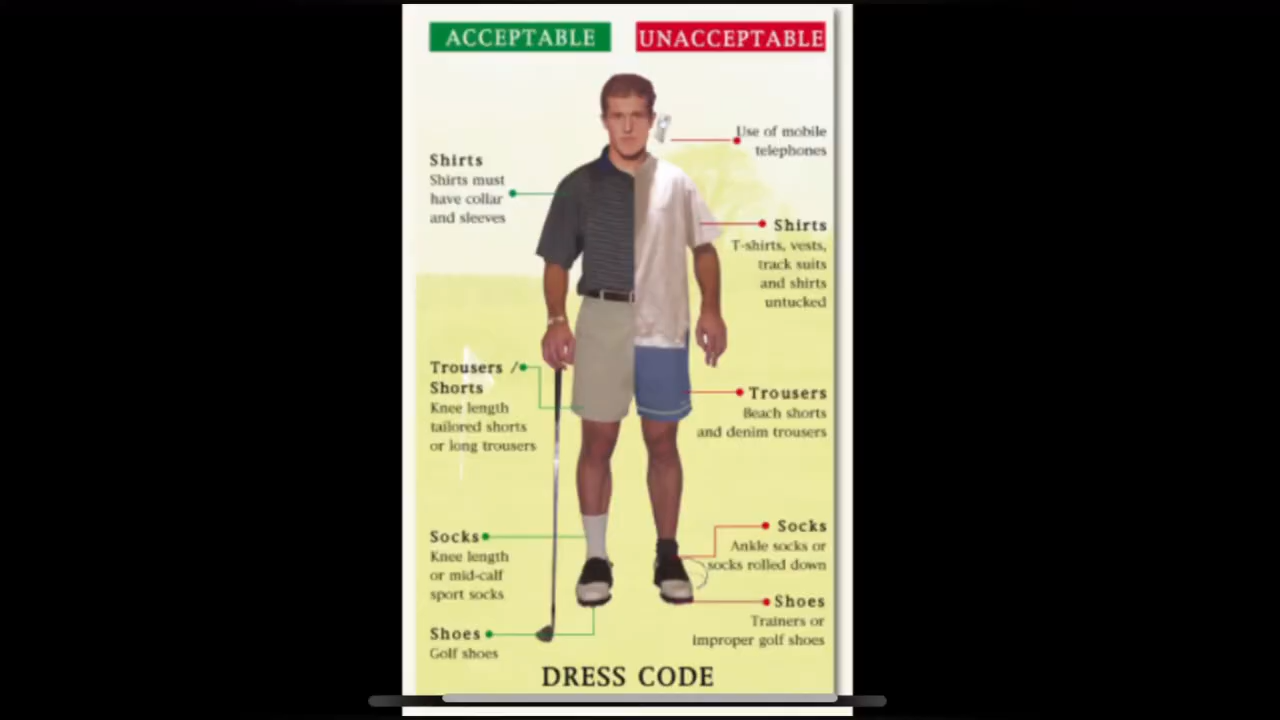 ACCEPTABLE
UNACCEPTABLE
Use of mobile
telephones
Shirts
Shirts must
have collar
and sleeves
Shirts
T-shirts, vests,
track suits
and shirts
untucked
Trousers /
Shorts
Knee length
tailored shorts
or long trousers
Trousers
Beach shorts
and denim trousers
Socks
Knee length
or mid-calf
sport socks
Socks
Ankle socks or
socks rolled down
Shoes
Golf shoes
Shoes
Trainers or
improper golf shoes
DRESS CODE